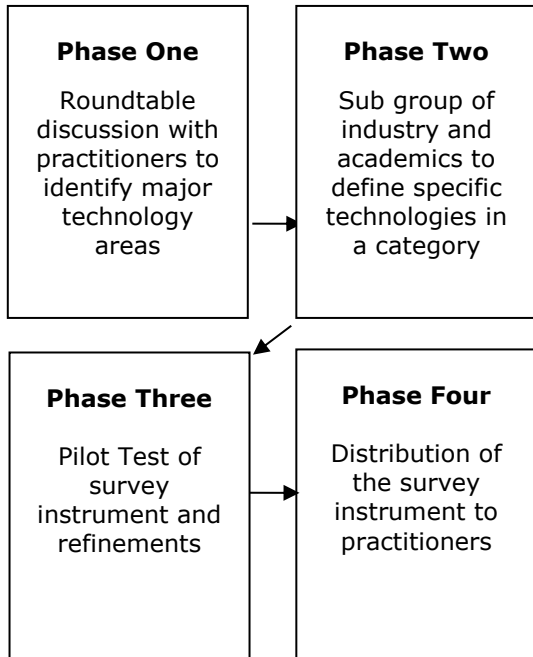 Phase One
Roundtable
discussion with
practitioners to
identify major
technology
areas
Phase Two
Sub group of
industry and
academics to
define specific
technologies in
a category
Phase Three
Pilot Test of
survey
instrument and
refinements
Phase Four
Distribution of
the survey
instrument to
practitioners